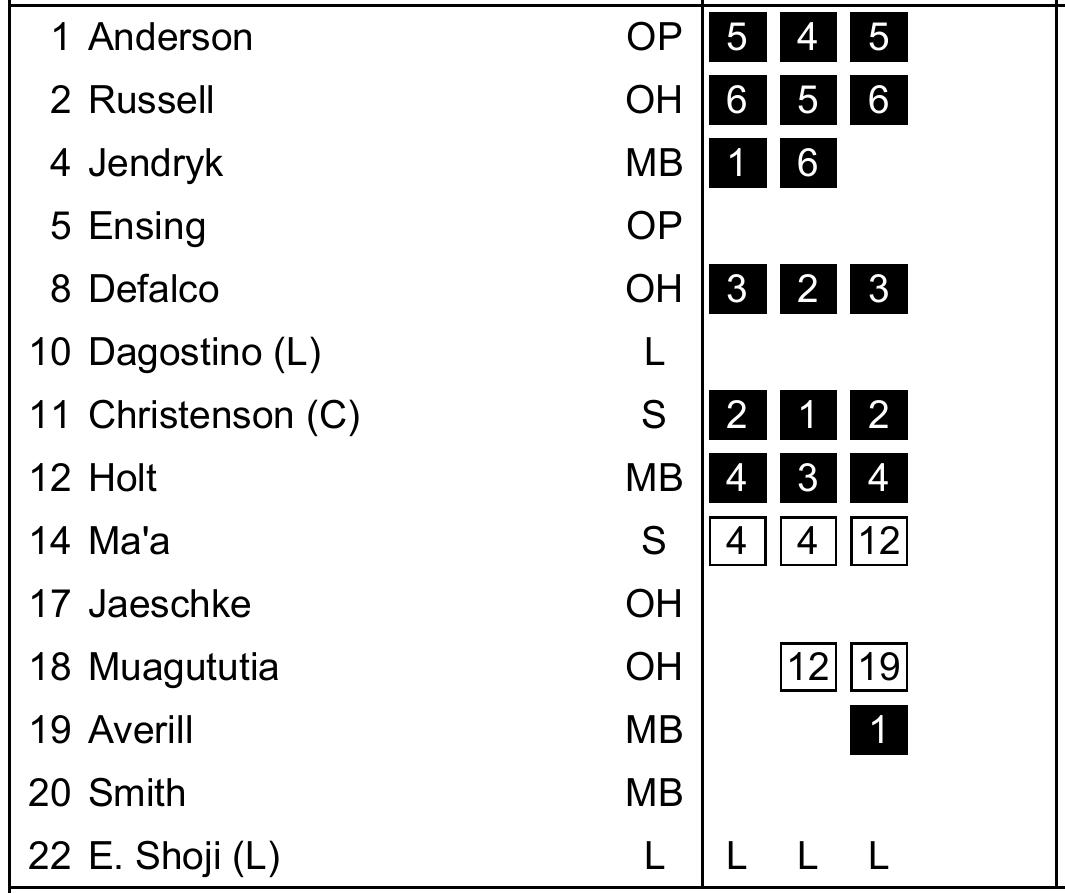 1 Anderson OP 5 4 5
2 Russell OH 6 5 6
4 Jendryk MB 1 6
5 Ensing OP
8 Defalco OH 3 2 3
10 Dagostino (L) L
11 Christenson (C) S 2 1 2
12 Holt MB 4 3 4
14 Ma'a S 4 4 12
17 Jaeschke OH
18 Muagututia OH 12 19
19 Averill MB 1
20 Smith MB
22 E. Shoji (L) L L L L